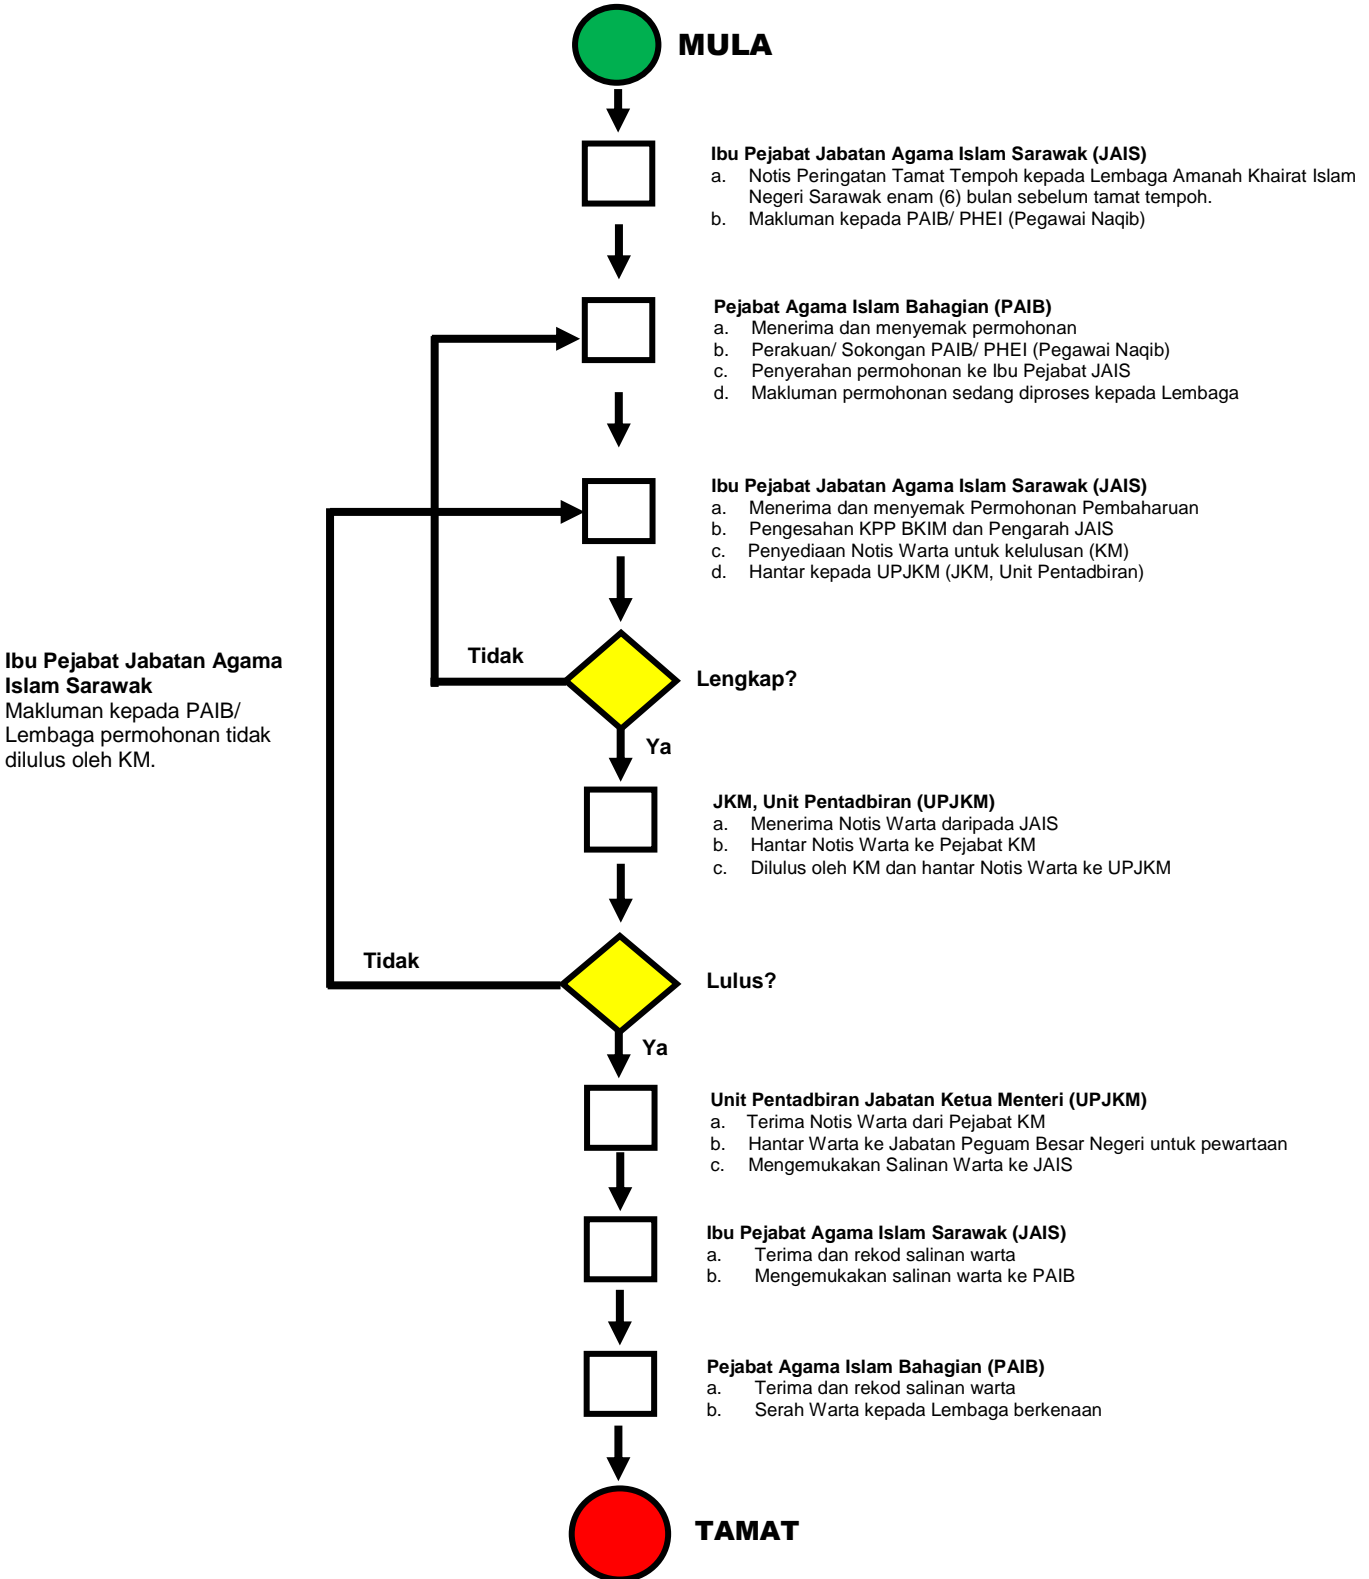 MULA
Ibu Pejabat Jabatan Agama Islam Sarawak (JAIS)
a. Notis Peringatan Tamat Tempoh kepada Lembaga Amanah Khairat Islam
Negeri Sarawak enam (6) bulan sebelum tamat tempoh.
b. Makluman kepada PAIB/ PHEI (Pegawai Naqib)
Pejabat Agama Islam Bahagian (PAIB)
a. Menerima dan menyemak permohonan
b. Perakuan/ Sokongan PAIB/ PHEI (Pegawai Naqib)
c. Penyerahan permohonan ke Ibu Pejabat JAIS
d. Makluman permohonan sedang diproses kepada Lembaga
Ibu Pejabat Jabatan Agama Islam Sarawak (JAIS)
a. Menerima dan menyemak Permohonan Pembaharuan
b. Pengesahan KPP BKIM dan Pengarah JAIS
c. Penyediaan Notis Warta untuk kelulusan (KM)
d. Hantar kepada UPJKM (JKM, Unit Pentadbiran)
Tidak
Lengkap?
Ibu Pejabat Jabatan Agama
Islam Sarawak
Makluman kepada PAIB/
Lembaga permohonan tidak
dilulus oleh KM.
Ya
JKM, Unit Pentadbiran (UPJKM)
a. Menerima Notis Warta daripada JAIS
b. Hantar Notis Warta ke Pejabat KM
c. Dilulus oleh KM dan hantar Notis Warta ke UPJKM
Tidak
Lulus?
Ya
Unit Pentadbiran Jabatan Ketua Menteri (UPJKM)
a. Terima Notis Warta dari Pejabat KM
b. Hantar Warta ke Jabatan Peguam Besar Negeri untuk pewartaan
c. Mengemukakan Salinan Warta ke JAIS
Ibu Pejabat Agama Islam Sarawak (JAIS)
a. Terima dan rekod salinan warta
b. Mengemukakan salinan warta ke PAIB
Pejabat Agama Islam Bahagian (PAIB)
a. Terima dan rekod salinan warta
b. Serah Warta kepada Lembaga berkenaan
TAMAT